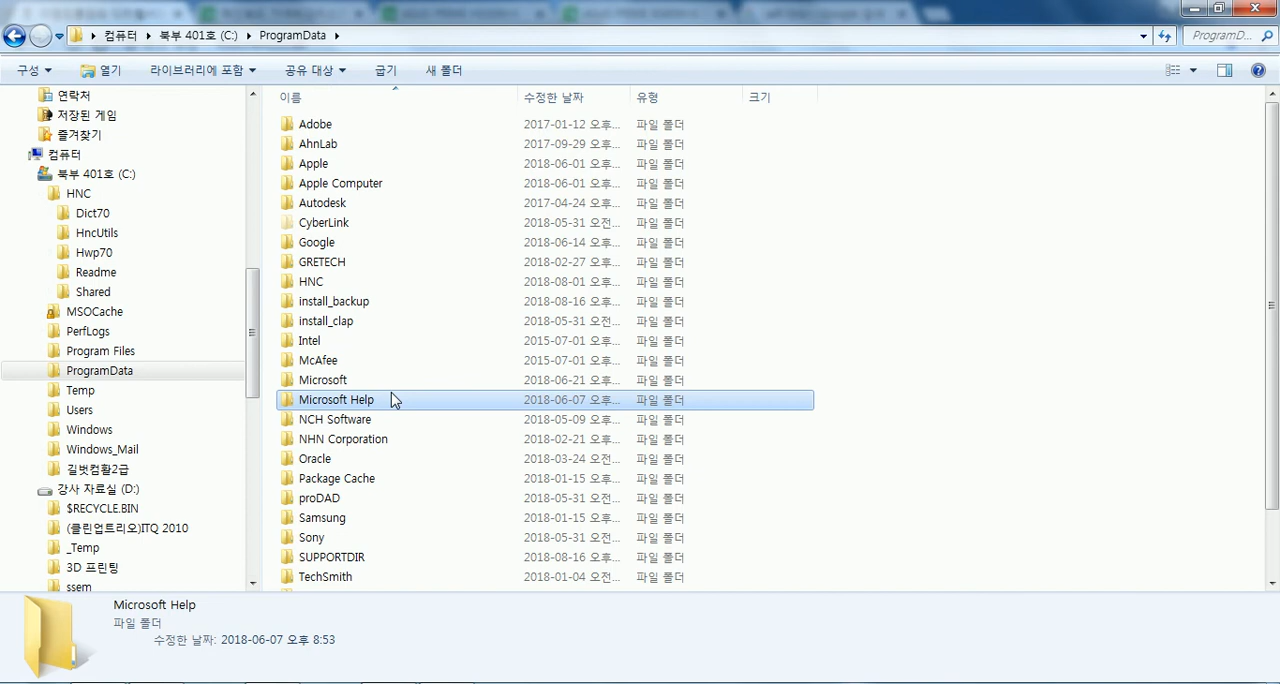 컴퓨터 북부 401호 (C:) ProgramData
ProgramD...
구성 열기 라이브러리에 포함 공유 대상 굽기 새 폴더
연락처
저장된 게임
즐겨찾기
컴퓨터
북부 401호 (C:)
HNC
Dict70
HncUtils
Hwp70
Readme
Shared
MSOCache
PerfLogs
Program Files
ProgramData
Temp
Users
Windows
Windows_Mail
길벗컴활2급
강사 자료실 (D:)
$RECYCLE.BIN
(클린업트리오)ITQ 2010
_Temp
3D 프린팅
ssem
이름 수정한 날짜 유형 크기
Adobe 2017-01-12 오후... 파일 폴더
AhnLab 2017-09-29 오후... 파일 폴더
Apple 2018-06-01 오후... 파일 폴더
Apple Computer 2018-06-01 오후... 파일 폴더
Autodesk 2017-04-24 오후... 파일 폴더
CyberLink 2018-05-31 오전... 파일 폴더
Google 2018-06-14 오후... 파일 폴더
GRETECH 2018-02-27 오후... 파일 폴더
HNC 2018-08-01 오후... 파일 폴더
install_backup 2018-08-16 오후... 파일 폴더
install_clap 2018-05-31 오전... 파일 폴더
Intel 2015-07-01 오후... 파일 폴더
McAfee 2015-07-01 오후... 파일 폴더
Microsoft 2018-06-21 오후... 파일 폴더
Microsoft Help 2018-06-07 오후... 파일 폴더
NCH Software 2018-05-09 오후... 파일 폴더
NHN Corporation 2018-02-21 오후... 파일 폴더
Oracle 2018-03-24 오전... 파일 폴더
Package Cache 2018-01-15 오후... 파일 폴더
proDAD 2018-05-31 오전... 파일 폴더
Samsung 2018-01-15 오후... 파일 폴더
Sony 2018-05-31 오전... 파일 폴더
SUPPORTDIR 2018-08-16 오후... 파일 폴더
TechSmith 2018-01-04 오전... 파일 폴더
Microsoft Help
파일 폴더
수정한 날짜: 2018-06-07 오후 8:53